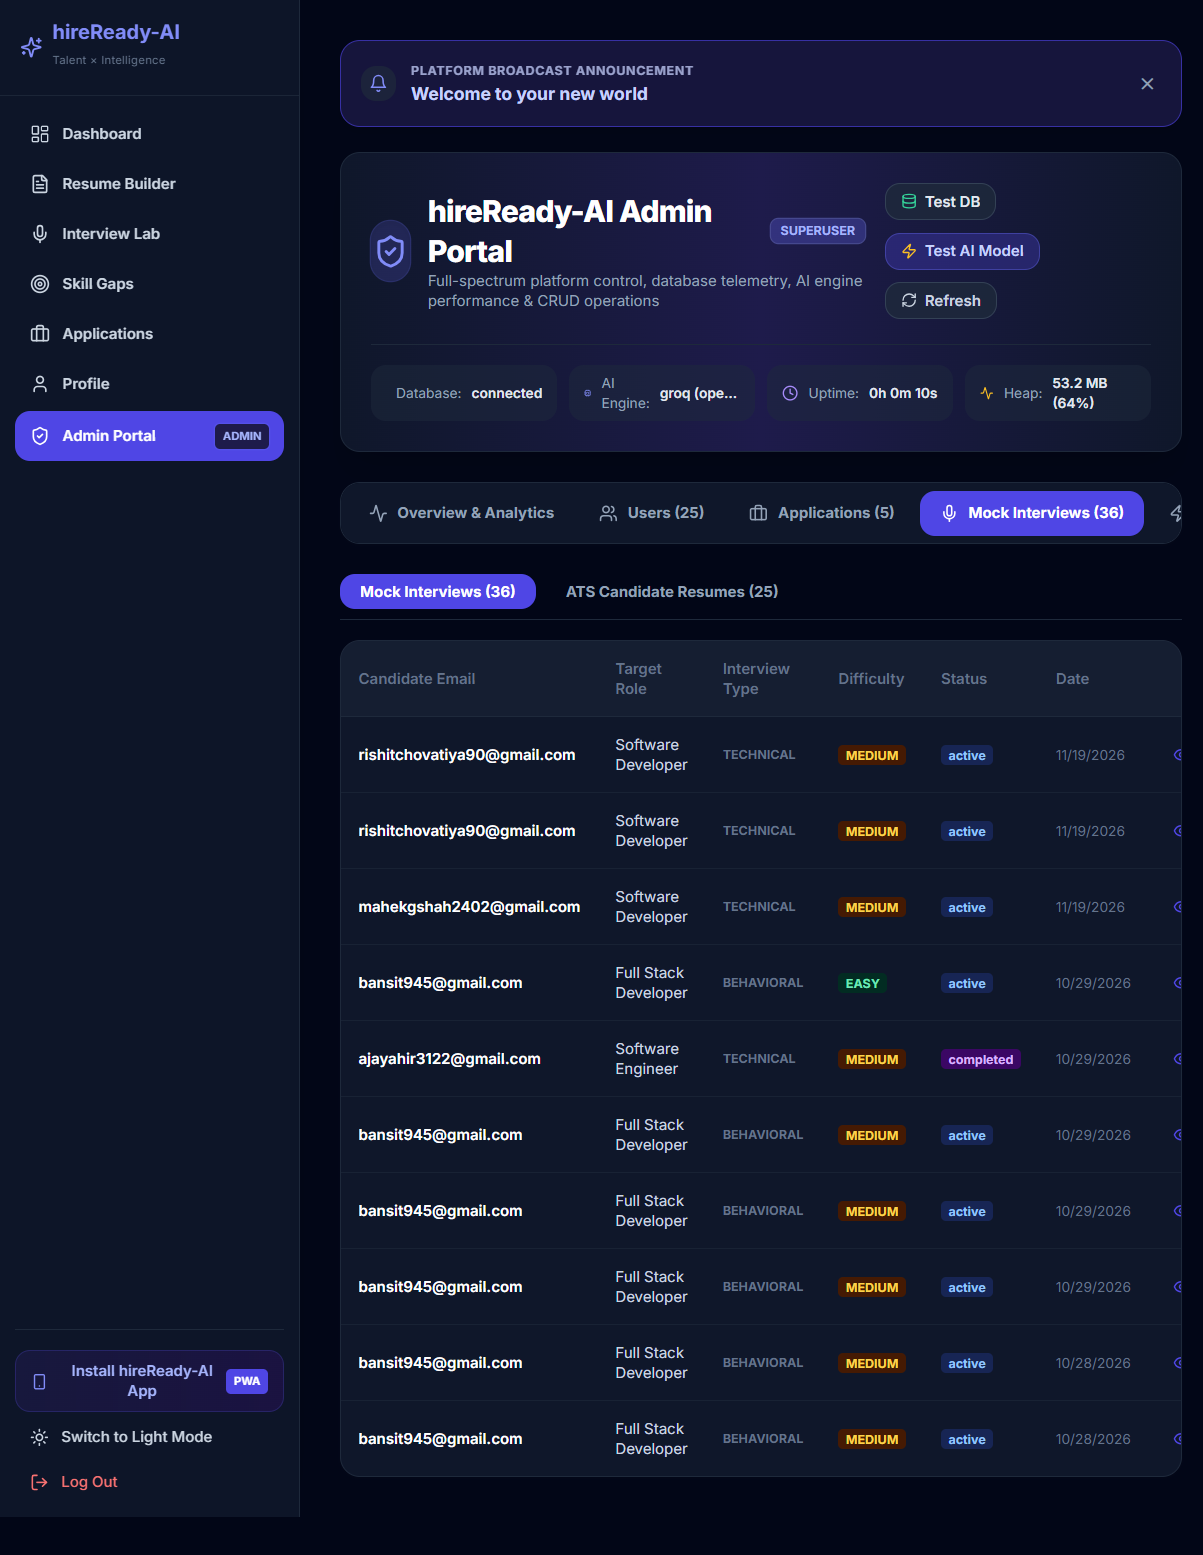 hireReady-AI
Talent × Intelligence
Dashboard
Resume Builder
Interview Lab
Skill Gaps
Applications
Profile
Admin Portal ADMIN
Install hireReady-AI
App
PWA
Switch to Light Mode
Log Out
PLATFORM BROADCAST ANNOUNCEMENT
Welcome to your new world
hireReady-AI Admin
Portal
SUPERUSER
Full-spectrum platform control, database telemetry, AI engine
performance & CRUD operations
Test DB
Test AI Model
Refresh
Database: connected
AI
Engine:
groq (ope...
Uptime: 0h 0m 10s
Heap:
53.2 MB
(64%)
Overview & Analytics
Users (25)
Applications (5)
Mock Interviews (36)
Mock Interviews (36)
ATS Candidate Resumes (25)
Candidate Email
Target
Role
Interview
Type
Difficulty
Status
Date
rishitchovatiya90@gmail.com
Software
Developer
TECHNICAL
MEDIUM
active
11/19/2026
rishitchovatiya90@gmail.com
Software
Developer
TECHNICAL
MEDIUM
active
11/19/2026
mahekgshah2402@gmail.com
Software
Developer
TECHNICAL
MEDIUM
active
11/19/2026
bansit945@gmail.com
Full Stack
Developer
BEHAVIORAL
EASY
active
10/29/2026
ajayahir3122@gmail.com
Software
Engineer
TECHNICAL
MEDIUM
completed
10/29/2026
bansit945@gmail.com
Full Stack
Developer
BEHAVIORAL
MEDIUM
active
10/29/2026
bansit945@gmail.com
Full Stack
Developer
BEHAVIORAL
MEDIUM
active
10/29/2026
bansit945@gmail.com
Full Stack
Developer
BEHAVIORAL
MEDIUM
active
10/29/2026
bansit945@gmail.com
Full Stack
Developer
BEHAVIORAL
MEDIUM
active
10/28/2026
bansit945@gmail.com
Full Stack
Developer
BEHAVIORAL
MEDIUM
active
10/28/2026